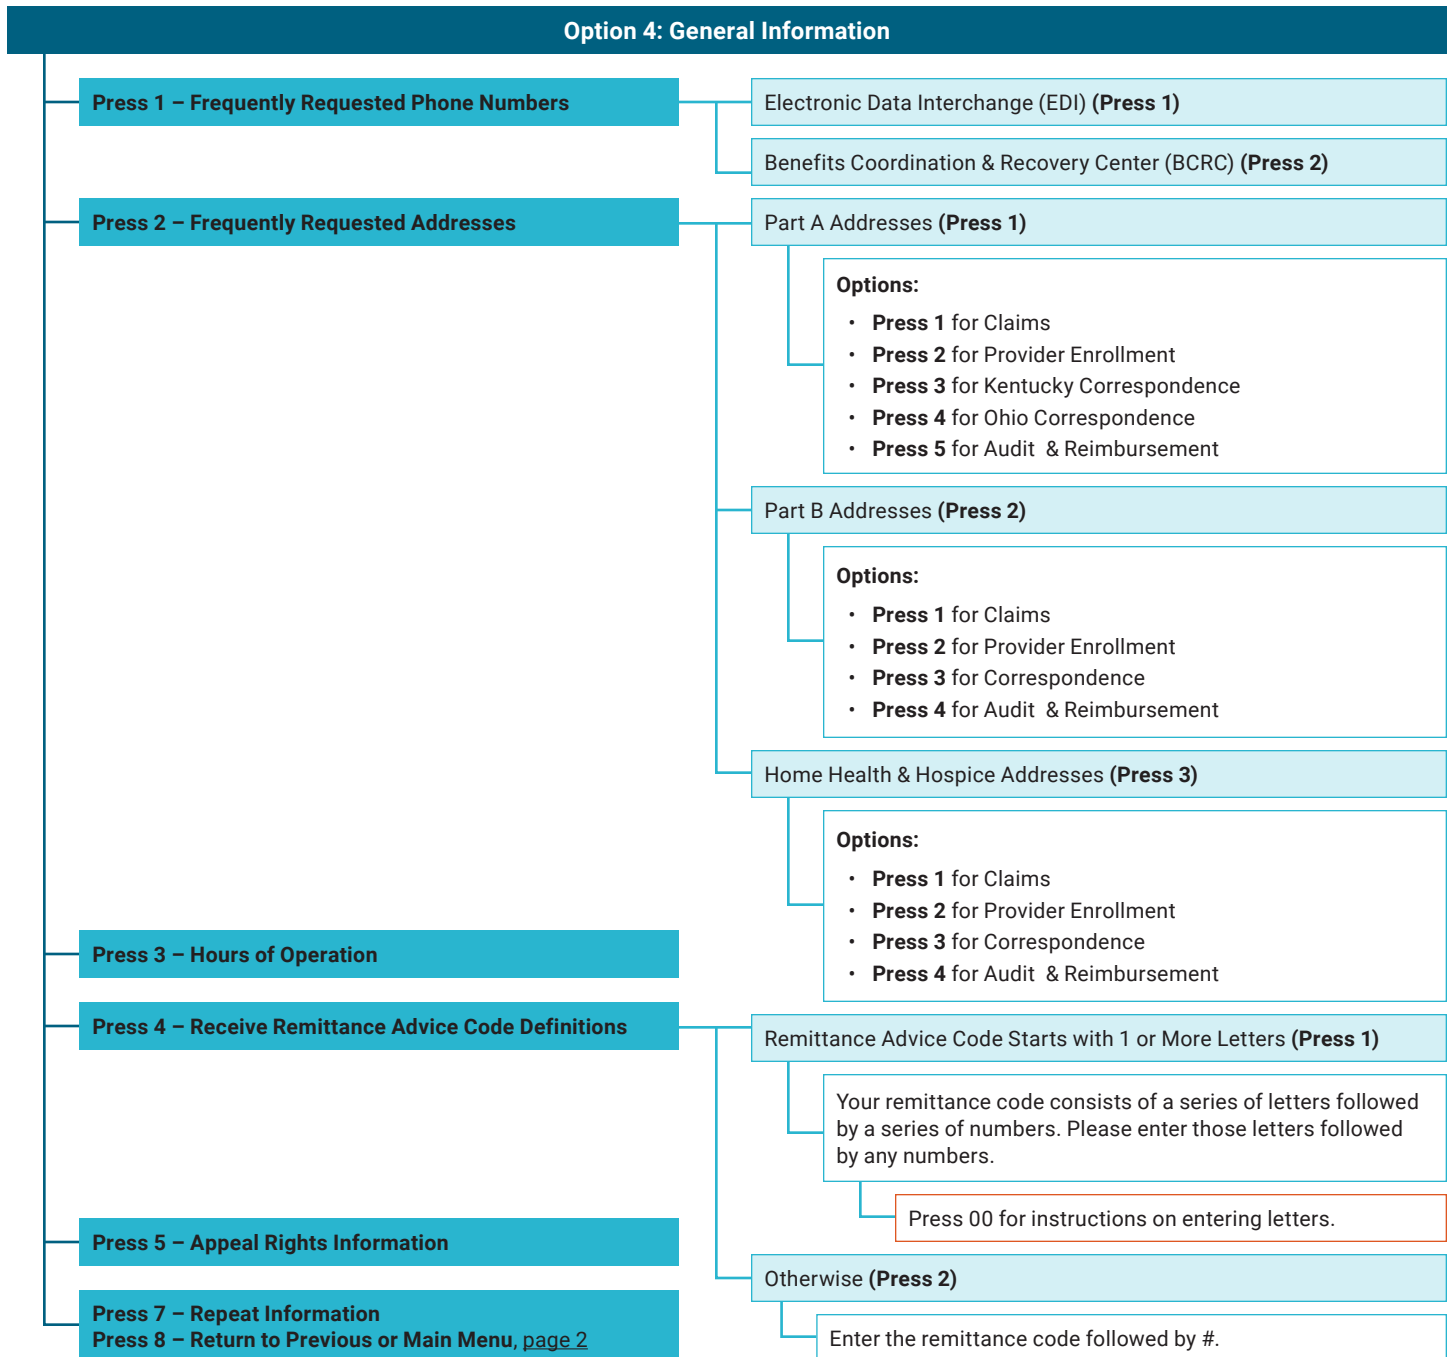 Option 4: General Information
Press 1 – Frequently Requested Phone Numbers
Electronic Data Interchange (EDI) (Press 1)
Benefits Coordination & Recovery Center (BCRC) (Press 2)
Press 2 – Frequently Requested Addresses
Part A Addresses (Press 1)
Options:
• Press 1 for Claims
• Press 2 for Provider Enrollment
• Press 3 for Kentucky Correspondence
• Press 4 for Ohio Correspondence
• Press 5 for Audit & Reimbursement
Part B Addresses (Press 2)
Options:
• Press 1 for Claims
• Press 2 for Provider Enrollment
• Press 3 for Correspondence
• Press 4 for Audit & Reimbursement
Home Health & Hospice Addresses (Press 3)
Options:
• Press 1 for Claims
• Press 2 for Provider Enrollment
• Press 3 for Correspondence
• Press 4 for Audit & Reimbursement
Press 3 – Hours of Operation
Press 4 – Receive Remittance Advice Code Definitions
Remittance Advice Code Starts with 1 or More Letters (Press 1)
Your remittance code consists of a series of letters followed
by a series of numbers. Please enter those letters followed
by any numbers.
Press 00 for instructions on entering letters.
Otherwise (Press 2)
Enter the remittance code followed by #.
Press 5 – Appeal Rights Information
Press 7 – Repeat Information
Press 8 – Return to Previous or Main Menu, page 2